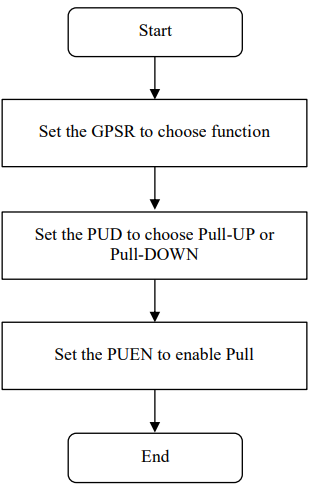 Start
Set the GPSR to choose function
Set the PUD to choose Pull-UP or
Pull-DOWN
Set the PUEN to enable Pull
End